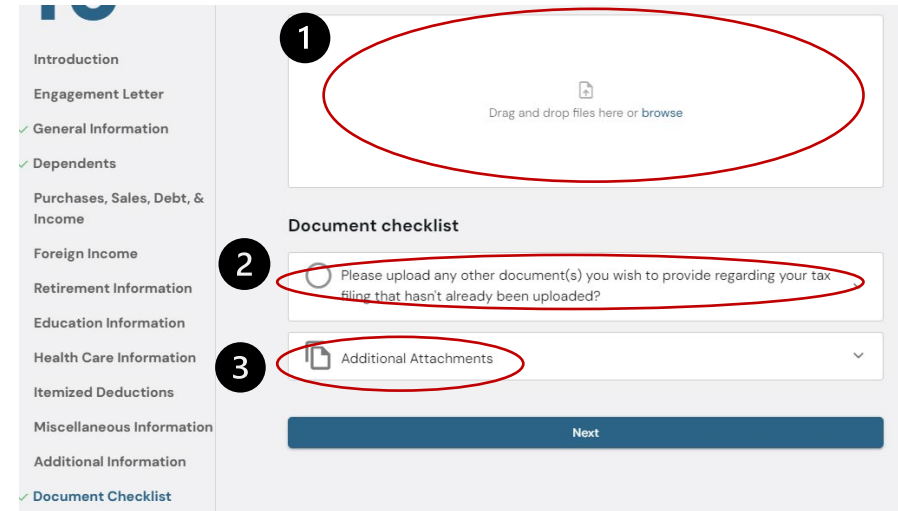 1
Introduction
Engagement Letter
General Information
Dependents
Purchases, Sales, Debt, &
Income
Foreign Income
Retirement Information
Education Information
Health Care Information
Itemized Deductions
Miscellaneous Information
Additional Information
Document Checklist
Drag and drop files here or browse
Document checklist
2
Please upload any other document(s) you wish to provide regarding your tax
filing that hasn't already been uploaded?
3
Additional Attachments
Next